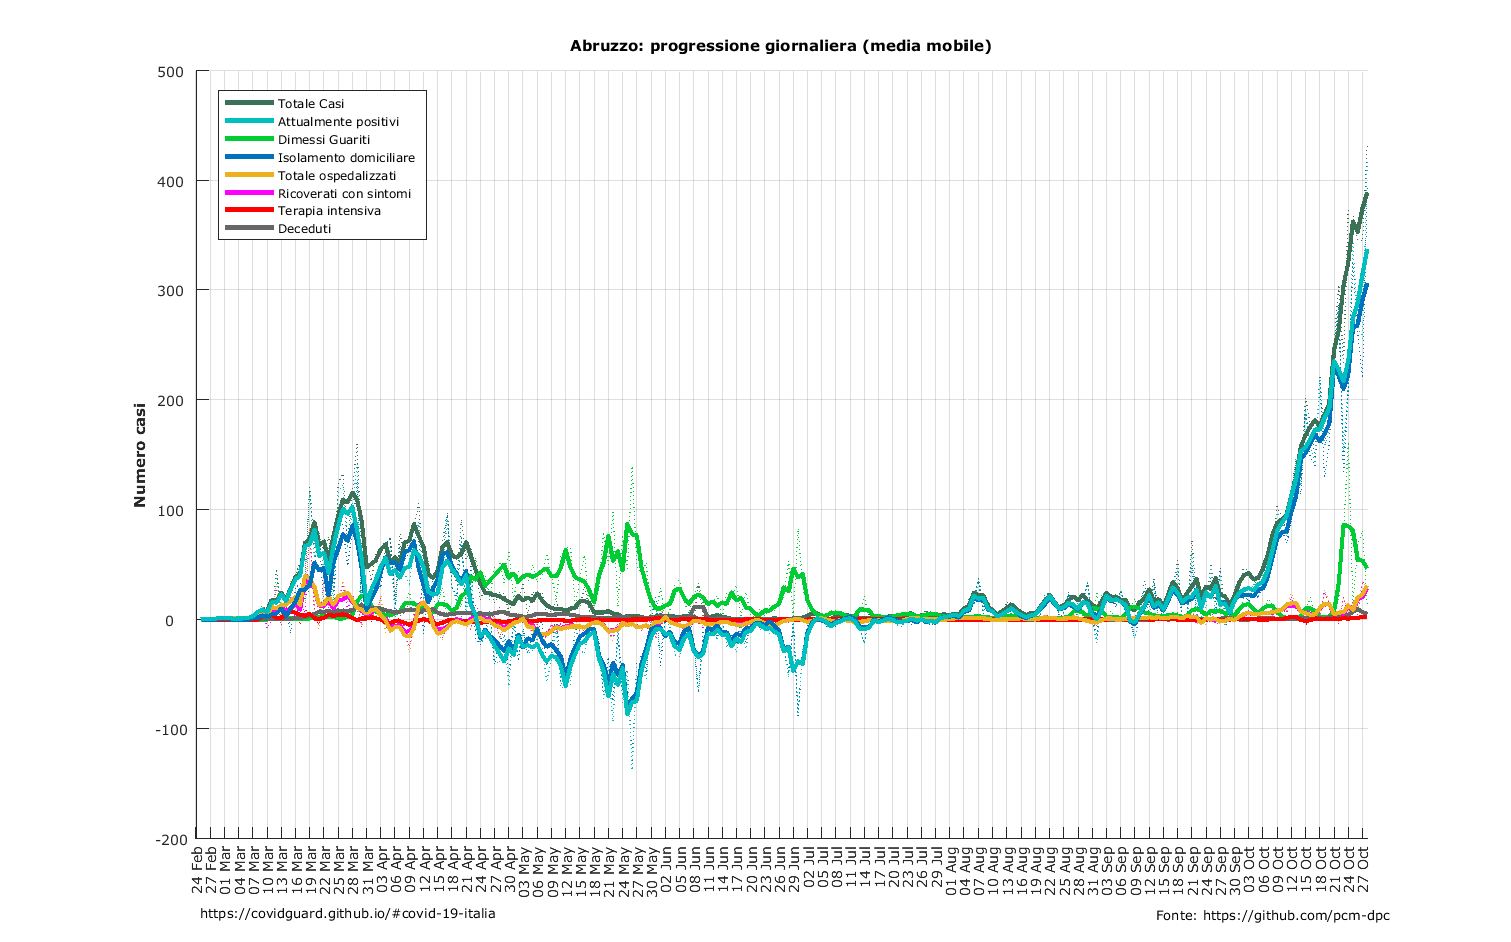 Abruzzo: progressione giornaliera (media mobile)
500
400
300
200
100
0
-100
-200
Numero casi
Totale Casi
Attualmente positivi
Dimessi Guariti
Isolamento domiciliare
Totale ospedalizzati
Ricoverati con sintomi
Terapia intensiva
Deceduti
24 Feb
27 Feb
01 Mar
04 Mar
07 Mar
10 Mar
13 Mar
16 Mar
19 Mar
22 Mar
25 Mar
28 Mar
31 Mar
03 Apr
06 Apr
09 Apr
12 Apr
15 Apr
18 Apr
21 Apr
24 Apr
27 Apr
30 Apr
03 May
06 May
09 May
12 May
15 May
18 May
21 May
24 May
27 May
30 May
02 Jun
05 Jun
08 Jun
11 Jun
14 Jun
17 Jun
20 Jun
23 Jun
26 Jun
29 Jun
02 Jul
05 Jul
08 Jul
11 Jul
14 Jul
17 Jul
20 Jul
23 Jul
26 Jul
29 Jul
01 Aug
04 Aug
07 Aug
10 Aug
13 Aug
16 Aug
19 Aug
22 Aug
25 Aug
28 Aug
31 Aug
03 Sep
06 Sep
09 Sep
12 Sep
15 Sep
18 Sep
21 Sep
24 Sep
27 Sep
30 Sep
03 Oct
06 Oct
09 Oct
12 Oct
15 Oct
18 Oct
21 Oct
24 Oct
27 Oct
https://covidguard.github.io/#covid-19-italia
Fonte: https://github.com/pcm-dpc